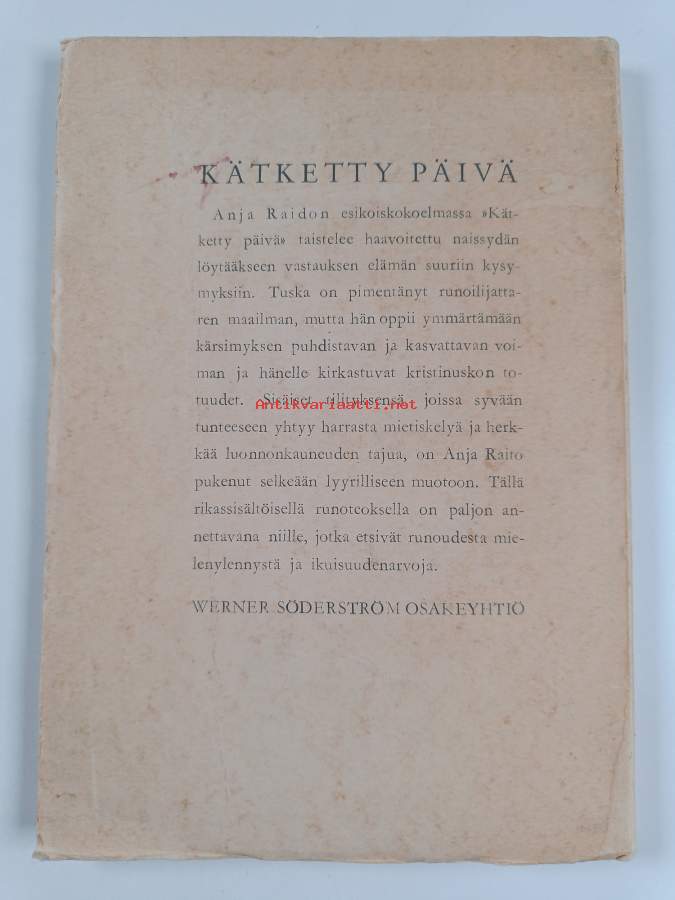 KÄTKETTY PÄIVÄ
Anja Raidon esikoiskokoelmassa »Kät-
ketty päivä» taistelee haavoitettu naissydän
löytääkseen vastauksen elämän suuriin kysy-
myksiin. Tuska on pimentänyt runoilijatta-
ren maailman, mutta hän oppii ymmärtämään
kärsimyksen puhdistavan ja kasvattavan voi-
man ja hänelle kirkastuvat kristinuskon to-
tuudet. Sisäiset tilityksensä, joissa syvään
Antikvariaatti.net
tunteeseen yhtyy harrasta mietiskelyä ja herk-
kää luonnonkauneuden tajua, on Anja Raito
pukenut selkeään lyyrilliseen muotoon. Tällä
rikassisältöisellä runoteoksella on paljon an-
nettavana niille, jotka etsivät runoudesta mie-
lenylennystä ja ikuisuudenarvoja.
WERNER SÖDERSTRÖM OSAKEYHTIÖ